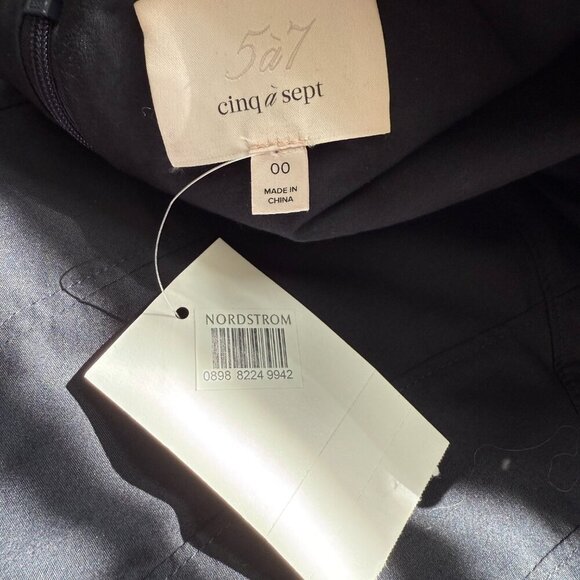 5à7
cinq à sept
00
MADE IN
CHINA
NORDSTROM
0898 8224 9942